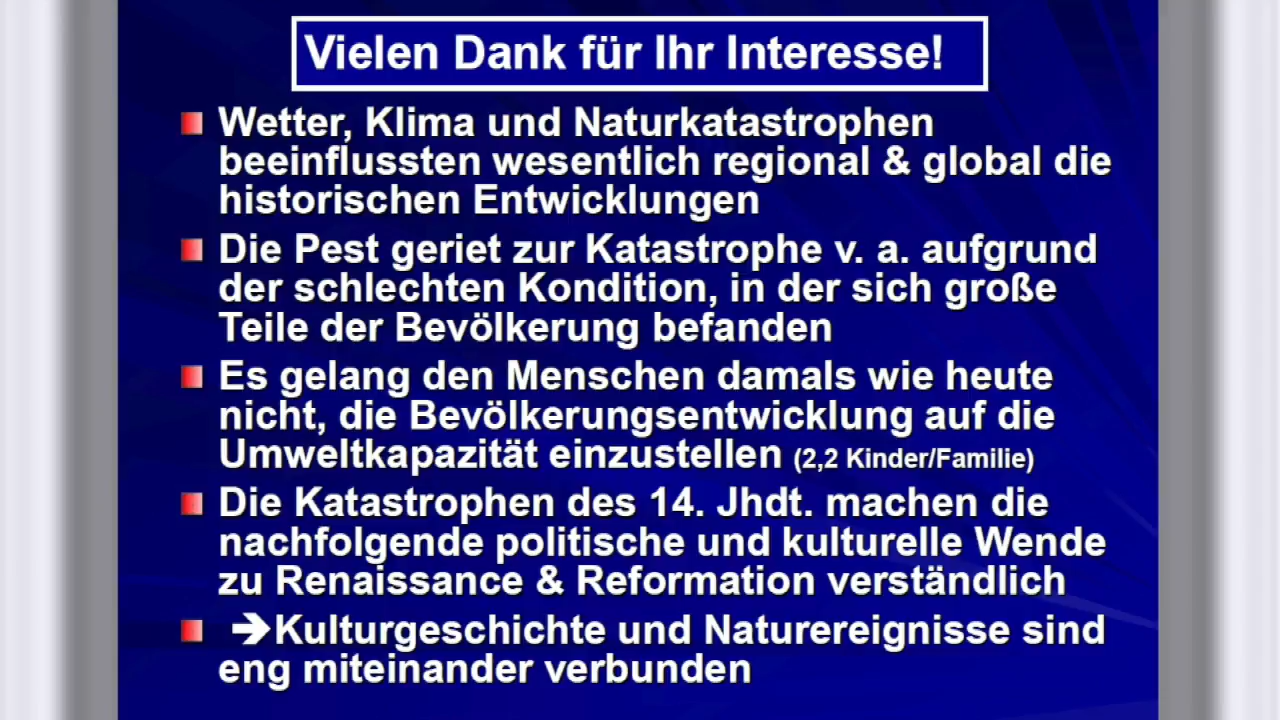 Vielen Dank für Ihr Interesse!
Wetter, Klima und Naturkatastrophen
beeinflussten wesentlich regional & global die
historischen Entwicklungen
Die Pest geriet zur Katastrophe v. a. aufgrund
der schlechten Kondition, in der sich große
Teile der Bevölkerung befanden
Es gelang den Menschen damals wie heute
nicht, die Bevölkerungsentwicklung auf die
Umweltkapazität einzustellen (2,2 Kinder/Familie)
Die Katastrophen des 14. Jhdt. machen die
nachfolgende politische und kulturelle Wende
zu Renaissance & Reformation verständlich
➔Kulturgeschichte und Naturereignisse sind
eng miteinander verbunden